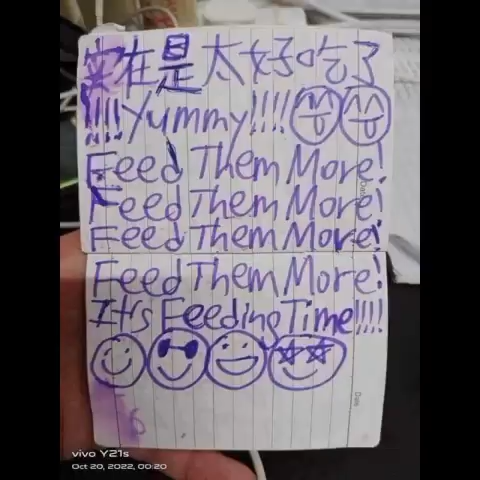 实在是太好吃了
!!!!Yummy!!!!
Feed Them More!
Feed Them More!
Feed Them More!
Feed Them More!
It's Feeding Time!!!!
Date
vivo Y21s
Oct 20, 2022, 00:20